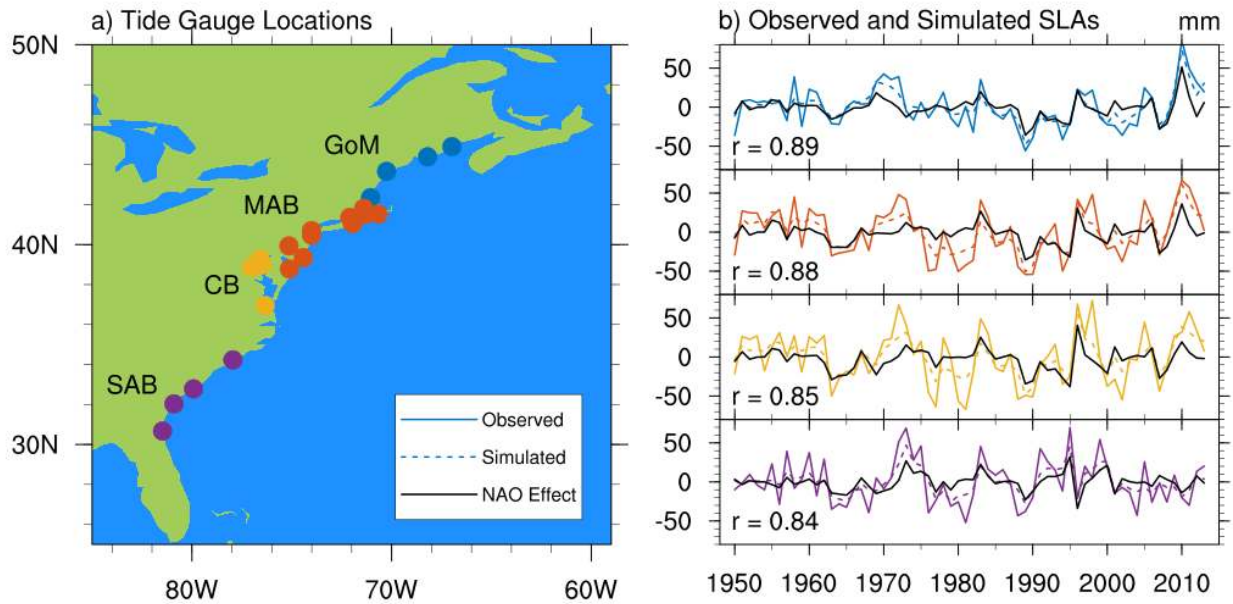 a) Tide Gauge Locations
50N
40N
30N
80W
70W
60W
GoM
MAB
CB
SAB
Observed
Simulated
NAO Effect
b) Observed and Simulated SLAs
mm
50
0
-50
r = 0.89
50
0
-50
r = 0.88
50
0
-50
r = 0.85
50
0
-50
r = 0.84
1950 1960 1970 1980 1990 2000 2010